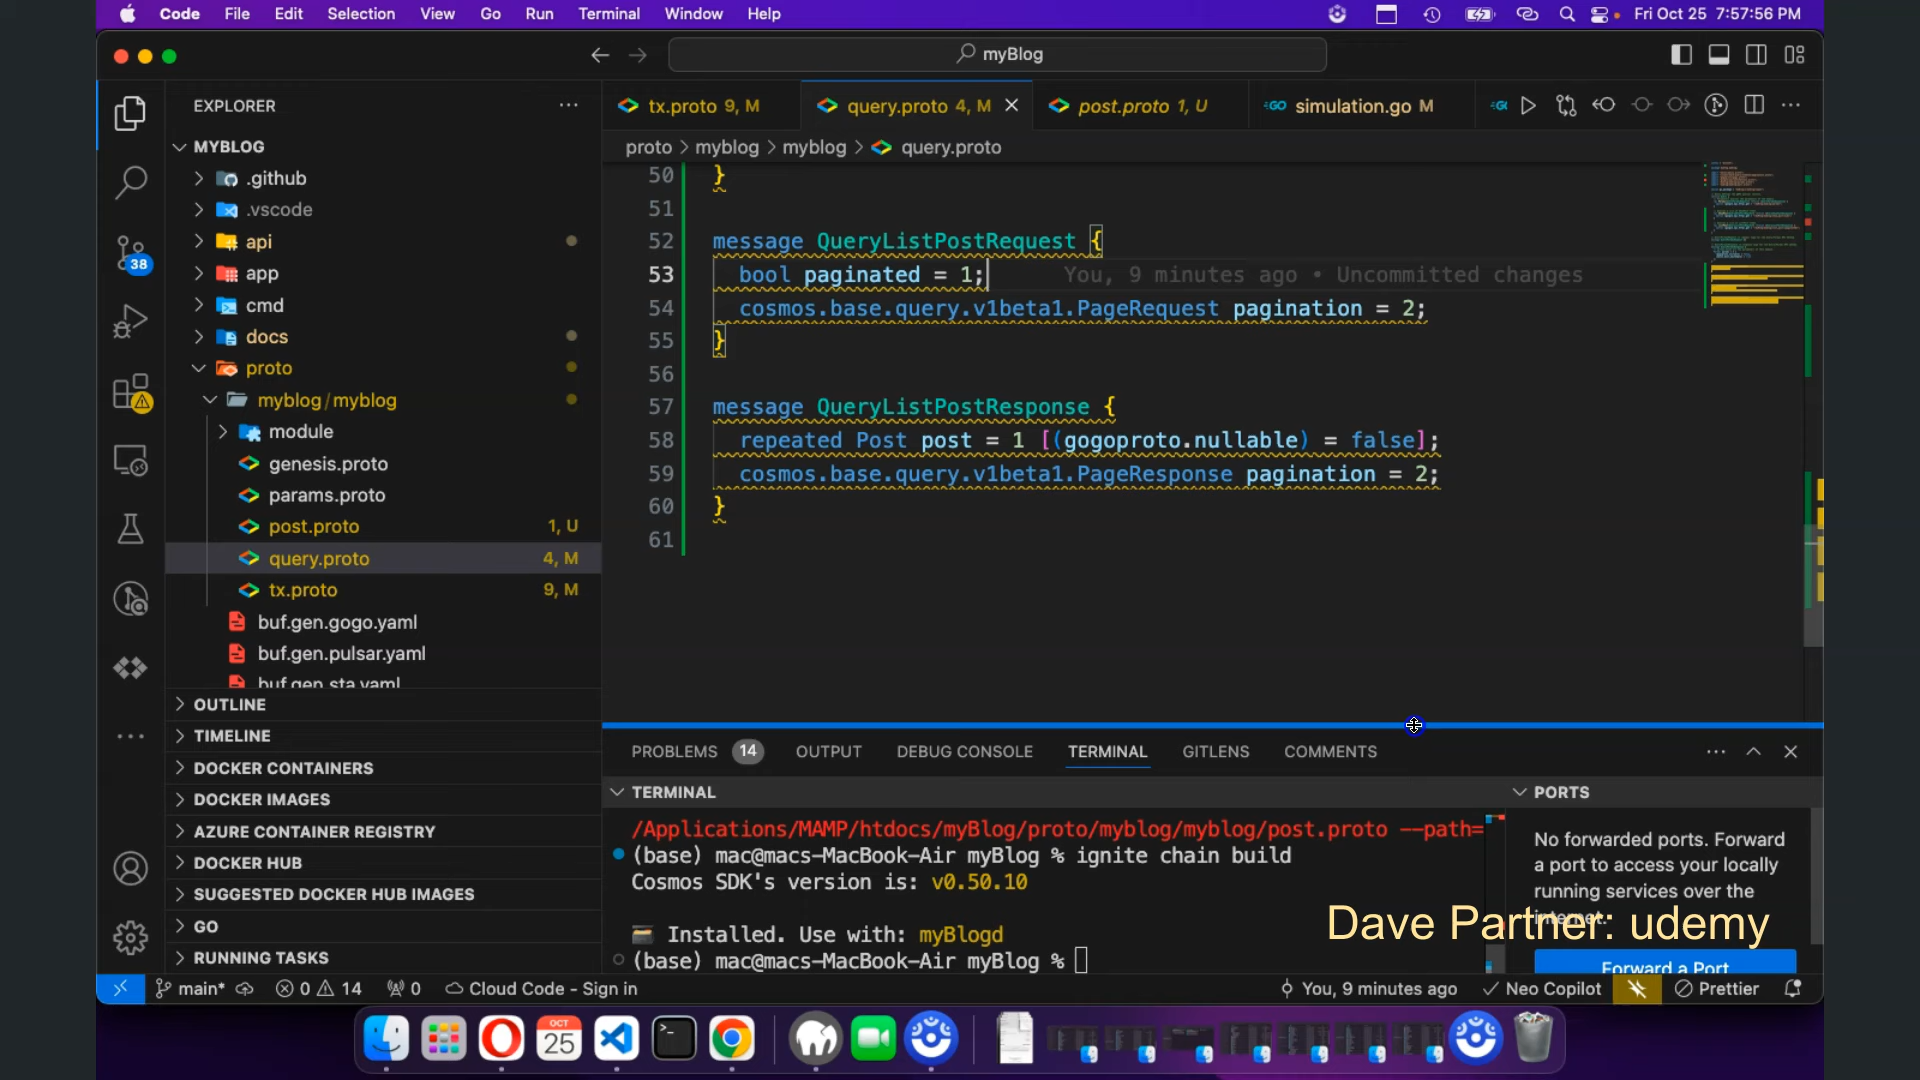 Code File Edit Selection View Go Run Terminal Window Help Fri Oct 25 7:57:56 PM
myBlog
EXPLORER
tx.proto 9, M
query.proto 4, M
post.proto 1, U
simulation.go M
MYBLOG
proto > myblog > myblog > query.proto
.github
.vscode
api
app
cmd
docs
proto
myblog/myblog
module
genesis.proto
params.proto
post.proto 1, U
query.proto 4, M
tx.proto 9, M
buf.gen.gogo.yaml
buf.gen.pulsar.yaml
buf.gen.sta.yaml
38
OUTLINE
TIMELINE
DOCKER CONTAINERS
DOCKER IMAGES
AZURE CONTAINER REGISTRY
DOCKER HUB
SUGGESTED DOCKER HUB IMAGES
GO
RUNNING TASKS
50 }
51
52 message QueryListPostRequest {
53 bool paginated = 1; You, 9 minutes ago • Uncommitted changes
54 cosmos.base.query.v1beta1.PageRequest pagination = 2;
55 }
56
57 message QueryListPostResponse {
58 repeated Post post = 1 [(gogoproto.nullable) = false];
59 cosmos.base.query.v1beta1.PageResponse pagination = 2;
60 }
61
PROBLEMS 14 OUTPUT DEBUG CONSOLE TERMINAL GITLENS COMMENTS
TERMINAL
/Applications/MAMP/htdocs/myBlog/proto/myblog/myblog/post.proto --path=
(base) mac@macs-MacBook-Air myBlog % ignite chain build
Cosmos SDK's version is: v0.50.10
Installed. Use with: myBlogd
(base) mac@macs-MacBook-Air myBlog %
PORTS
No forwarded ports. Forward
a port to access your locally
running services over the
internet.
Forward a Port
Dave Partner: udemy
main* 0 14 0 Cloud Code - Sign in You, 9 minutes ago Neo Copilot Prettier
OCT
25